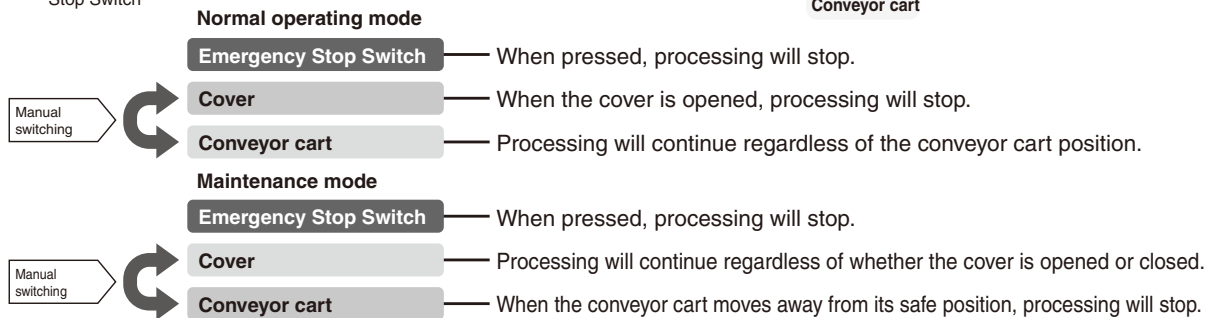 Stop Switch
Conveyor cart
Normal operating mode
Emergency Stop Switch When pressed, processing will stop.
Cover When the cover is opened, processing will stop.
Manual
switching
Conveyor cart Processing will continue regardless of the conveyor cart position.
Maintenance mode
Emergency Stop Switch When pressed, processing will stop.
Cover Processing will continue regardless of whether the cover is opened or closed.
Manual
switching
Conveyor cart When the conveyor cart moves away from its safe position, processing will stop.